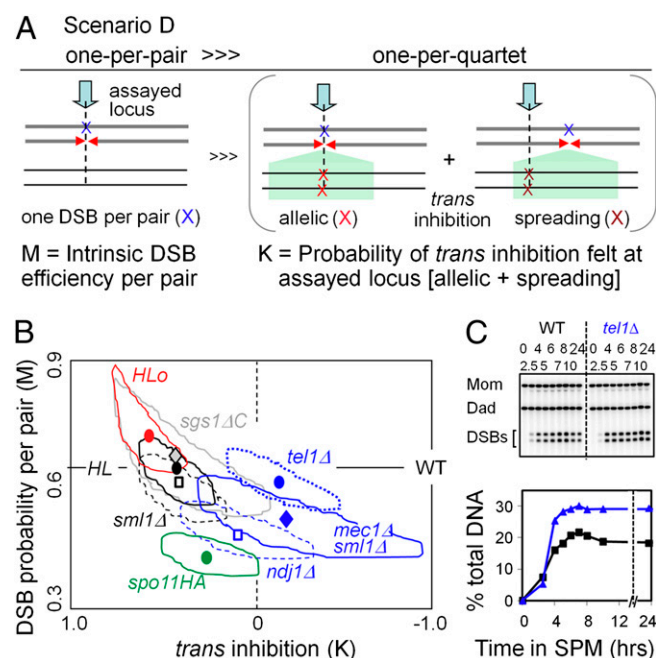 A
Scenario D
one-per-pair >>> one-per-quartet
assayed locus
>>>
+
X
X
X
X
X
X
one DSB per pair (X)
allelic (X)
trans inhibition
spreading (X)
M = Intrinsic DSB efficiency per pair
K = Probability of trans inhibition felt at assayed locus [allelic + spreading]
B
DSB probability per pair (M)
0.9
0.6
0.3
HLo
sgs1ΔC
HL
WT
tel1Δ
sml1Δ
mec1Δ
sml1Δ
ndj1Δ
spo11HA
1.0
0
-1.0
trans inhibition (K)
C
WT tel1Δ
0 4 6 8 24 0 4 6 8 24
2.5 5 7 10 2.5 5 7 10
Mom
Dad
DSBs
% total DNA
30
20
10
0
0 4 8 24
Time in SPM (hrs)